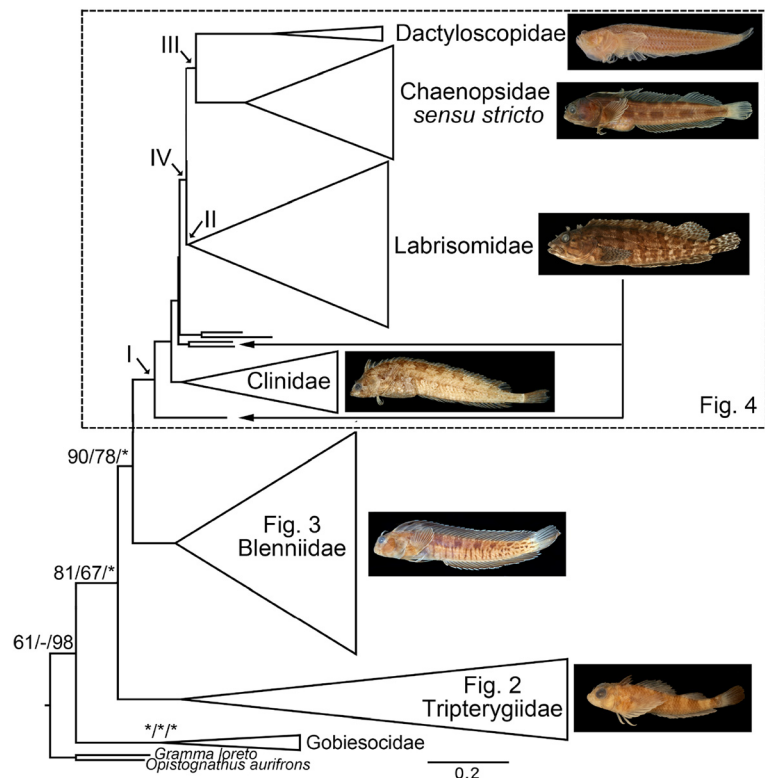 Dactyloscopidae
III
Chaenopsidae
sensu stricto
IV
II
Labrisomidae
I
Clinidae
Fig. 4
90/78/*
Fig. 3
Blenniidae
81/67/*
61/-/98
Fig. 2
Tripterygiidae
*/*/*
Gobiesocidae
Gramma loreto
Opistognathus aurifrons
0.2